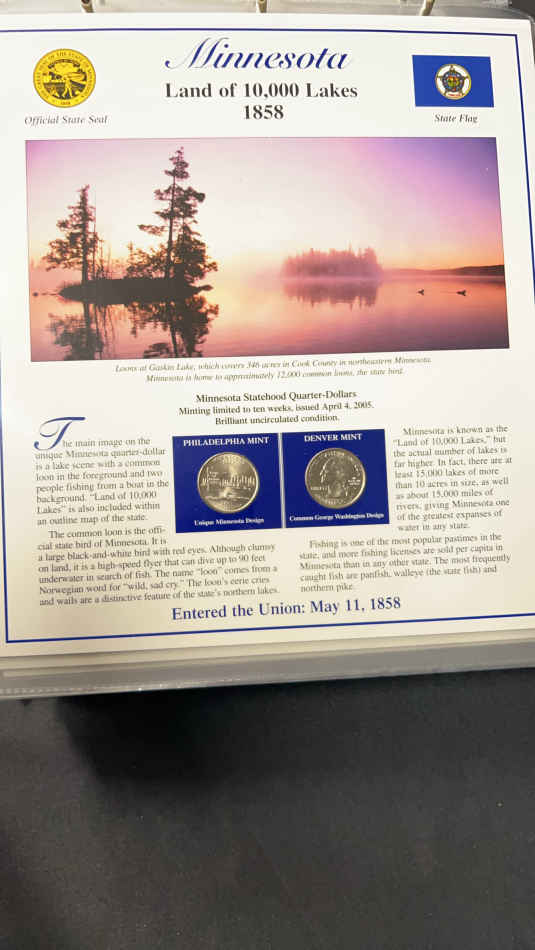 Minnesota
Land of 10,000 Lakes
1858
Official State Seal
State Flag
Loons at Gaskin Lake, which covers 346 acres in Cook County in northeastern Minnesota.
Minnesota is home to approximately 12,000 common loons, the state bird.
Minnesota Statehood Quarter-Dollars
Minting limited to ten weeks, issued April 4, 2005.
Brilliant uncirculated condition.
The main image on the
unique Minnesota quarter-dollar
is a lake scene with a common
loon in the foreground and two
people fishing from a boat in the
background. “Land of 10,000
Lakes” is also included within
an outline map of the state.
The common loon is the offi-
cial state bird of Minnesota. It is
a large black-and-white bird with red eyes. Although clumsy
on land, it is a high-speed flyer that can dive up to 90 feet
underwater in search of fish. The name “loon” comes from a
Norwegian word for “wild, sad cry.” The loon's eerie cries
and wails are a distinctive feature of the state's northern lakes.
PHILADELPHIA MINT
Unique Minnesota Design
DENVER MINT
Common George Washington Design
Minnesota is known as the
“Land of 10,000 Lakes,” but
the actual number of lakes is
far higher. In fact, there are at
least 15,000 lakes of more
than 10 acres in size, as well
as about 15,000 miles of
rivers, giving Minnesota one
of the greatest expanses of
water in any state.
Fishing is one of the most popular pastimes in the
state, and more fishing licenses are sold per capita in
Minnesota than in any other state. The most frequently
caught fish are panfish, walleye (the state fish) and
northern pike.
Entered the Union: May 11, 1858